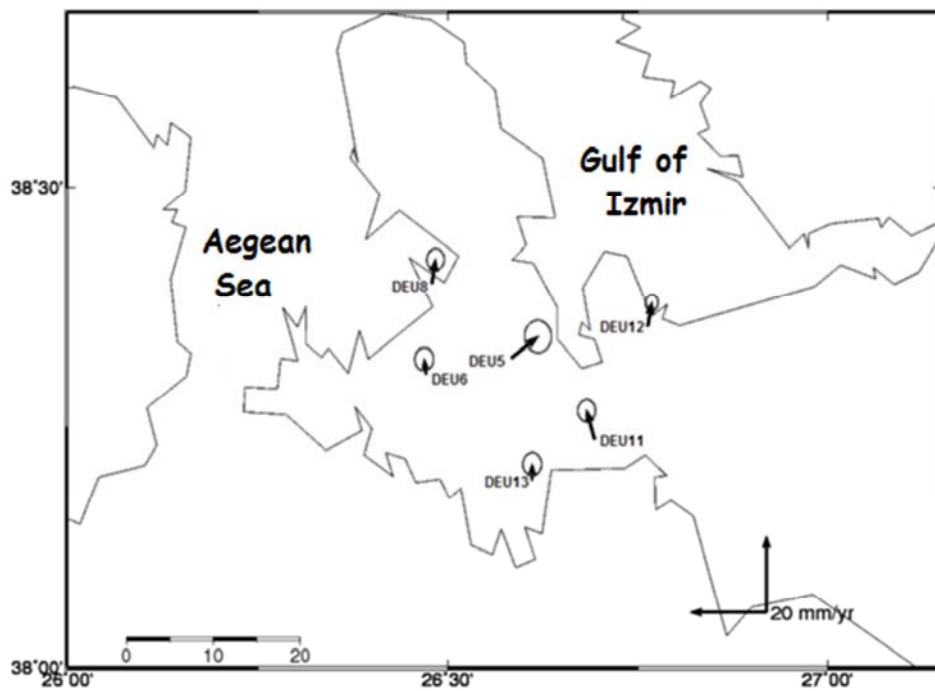 Gulf of
Izmir
38°30'
Aegean
Sea
DEU8
DEU12
DEU5
DEU6
DEU11
DEU13
20 mm/yr
0 10 20
38°00'
26°00' 26°30' 27°00'